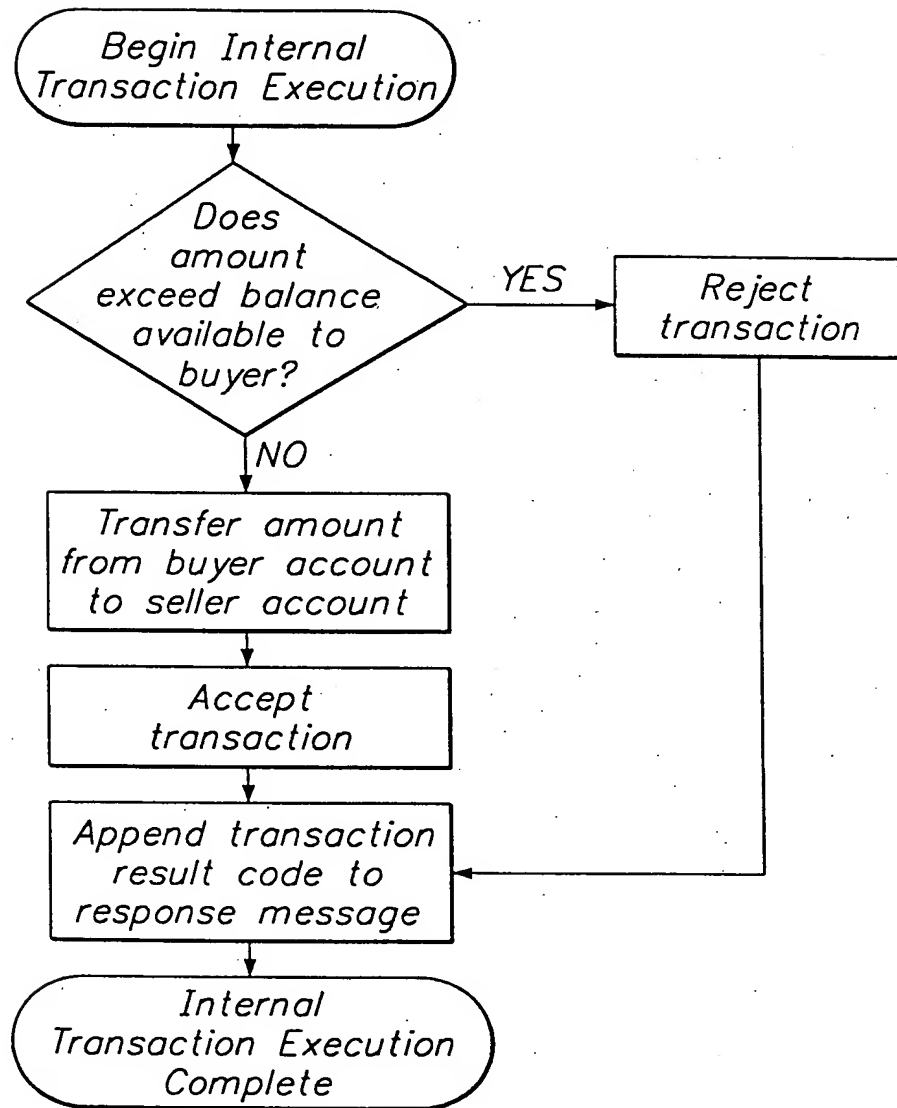 Begin Internal
Transaction Execution
Does
amount
exceed balance
available to
buyer?
YES
Reject
transaction
NO
Transfer amount
from buyer account
to seller account
Accept
transaction
Append transaction
result code to
response message
Internal
Transaction Execution
Complete